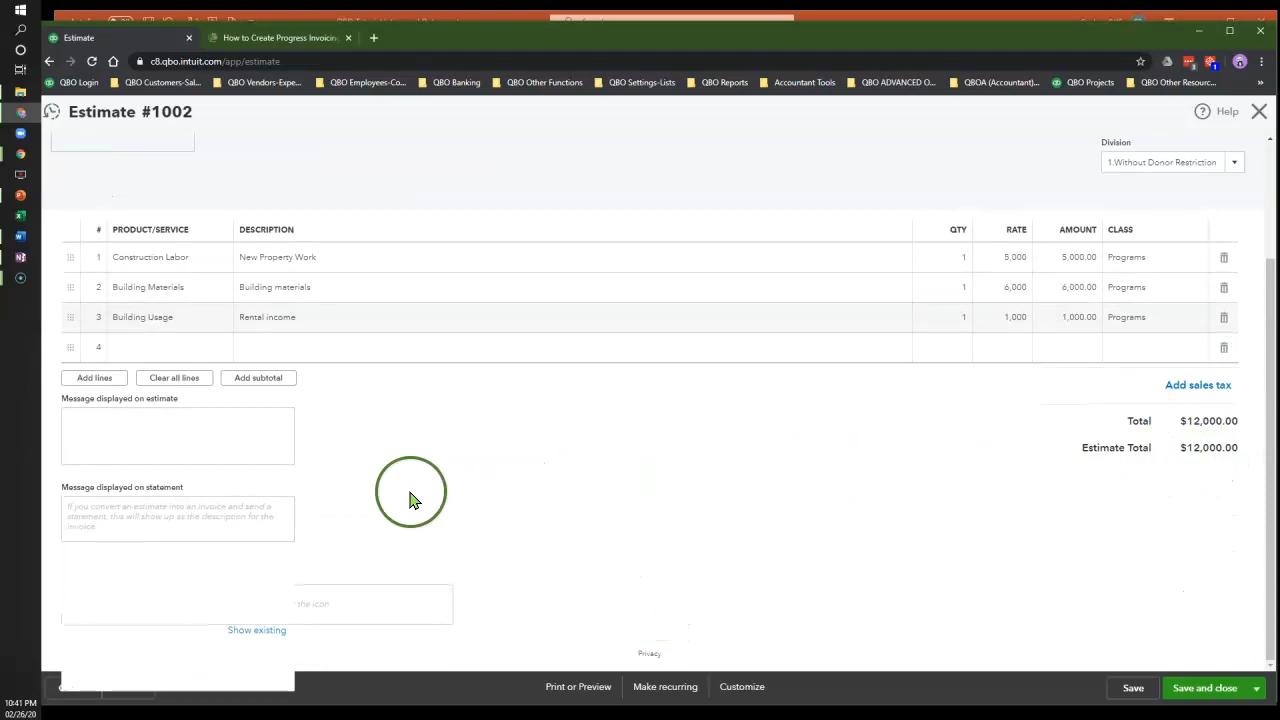 Estimate
How to Create Progress Invoicing
c8.qbo.intuit.com/app/estimate
QBO Login QBO Vendors-Expe... QBO Employees-Co... QBO Banking QBO Other Functions QBO Settings-Lists QBO Reports Accountant Tools QBO ADVANCED O... QBOA (Accountant)... QBO Projects QBO Other Resourc... »
QBO Customers-Sal...
Estimate #1002
Help
Division
1.Without Donor Restriction
# PRODUCT/SERVICE DESCRIPTION QTY RATE AMOUNT CLASS
1 Construction Labor New Property Work 1 5,000 5,000.00 Programs
2 Building Materials Building materials 1 6,000 6,000.00 Programs
3 Building Usage Rental income 1 1,000 1,000.00 Programs
4
Add lines Clear all lines Add subtotal
Add sales tax
Message displayed on estimate
Total $12,000.00
Estimate Total $12,000.00
Message displayed on statement
If you convert an estimate into an invoice and send a
statement, this will show up as the description for the
invoice.
the icon
Show existing
Privacy
Print or Preview Make recurring Customize Save Save and close
10:41 PM
02/26/20